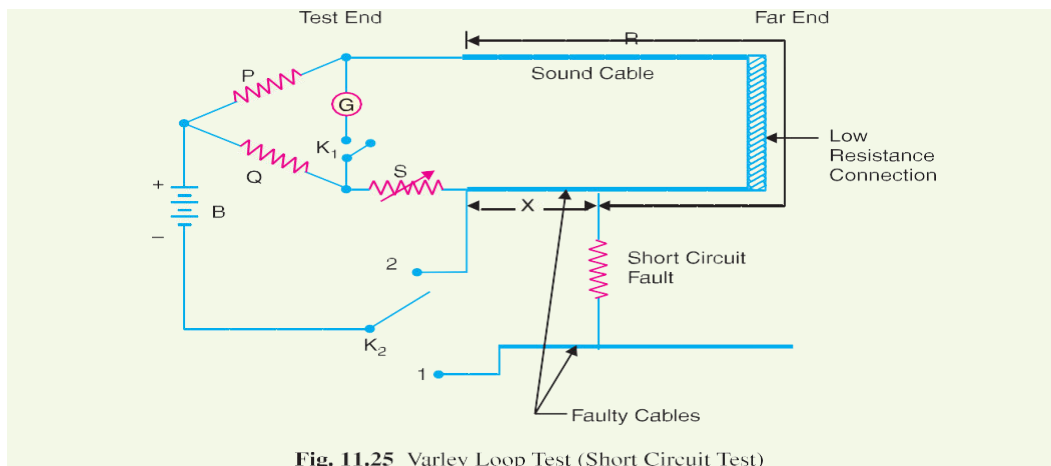 Test End
Far End
R
P
Sound Cable
G
K1
Low
Resistance
Connection
Q
S
+
B
X
–
2
Short Circuit
Fault
K2
1
Faulty Cables
Fig. 11.25 Varley Loop Test (Short Circuit Test)